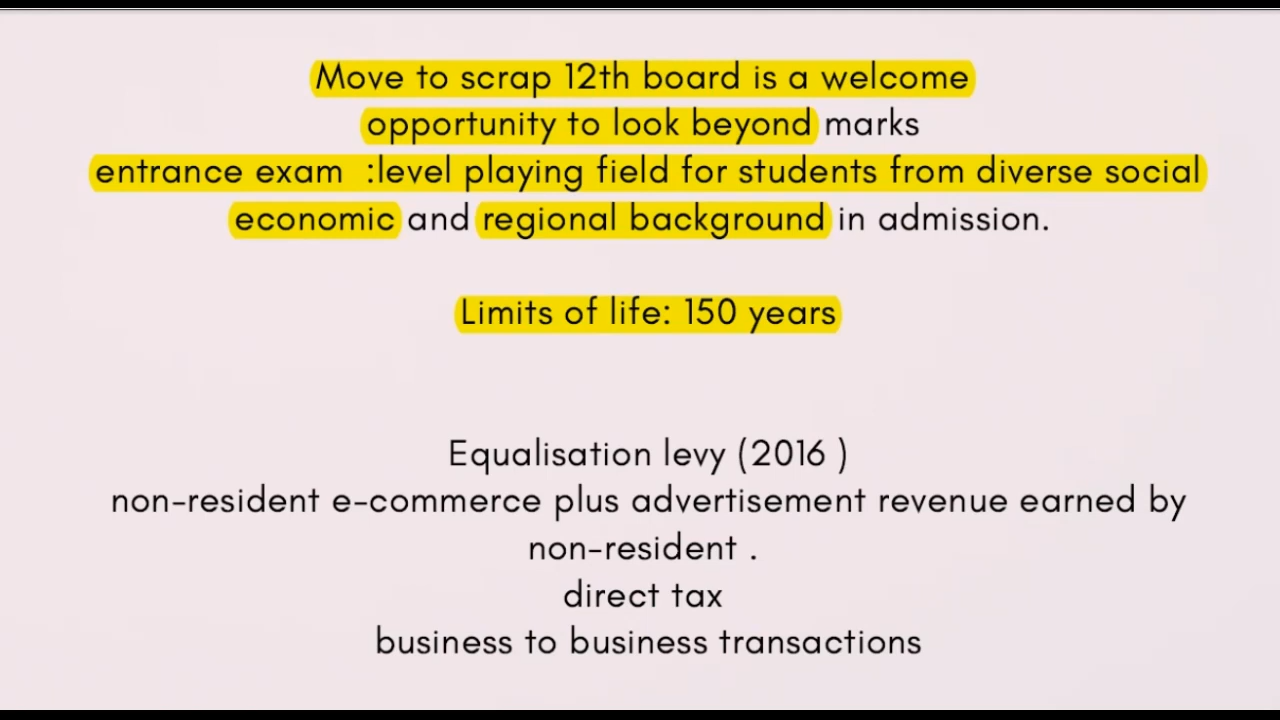 Move to scrap 12th board is a welcome
opportunity to look beyond marks
entrance exam  :level playing field for students from diverse social
economic and regional background in admission.
Limits of life: 150 years
Equalisation levy (2016 )
non-resident e-commerce plus advertisement revenue earned by
non-resident .
direct tax
business to business transactions